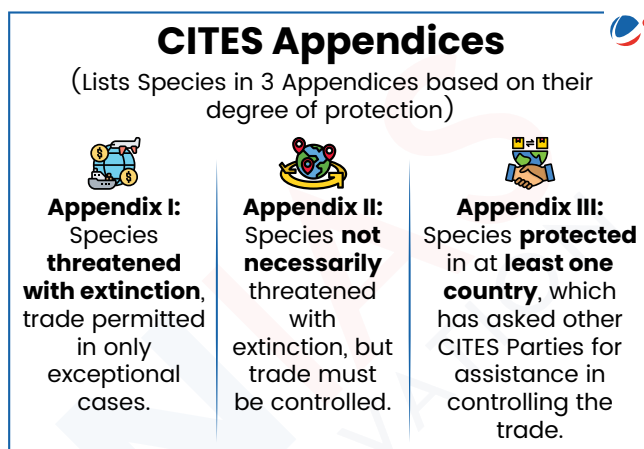 CITES Appendices
(Lists Species in 3 Appendices based on their
degree of protection)
Appendix I:
Species
threatened
with extinction,
trade permitted
in only
exceptional
cases.
Appendix II:
Species not
necessarily
threatened
with
extinction, but
trade must
be controlled.
Appendix III:
Species protected
in at least one
country, which
has asked other
CITES Parties for
assistance in
controlling the
trade.